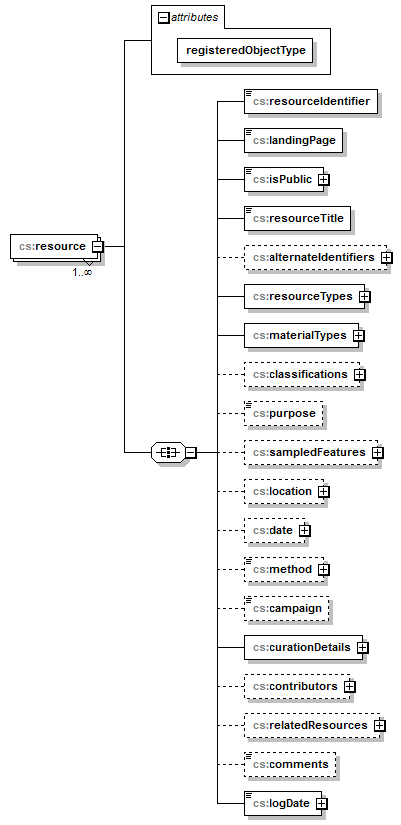 attributes
registeredObjectType
cs:resourceIdentifier
cs:landingPage
cs:isPublic
cs:resourceTitle
cs:resource
1..∞
cs:alternateIdentifiers
cs:resourceTypes
cs:materialTypes
cs:classifications
cs:purpose
cs:sampledFeatures
cs:location
cs:date
cs:method
cs:campaign
cs:curationDetails
cs:contributors
cs:relatedResources
cs:comments
cs:logDate